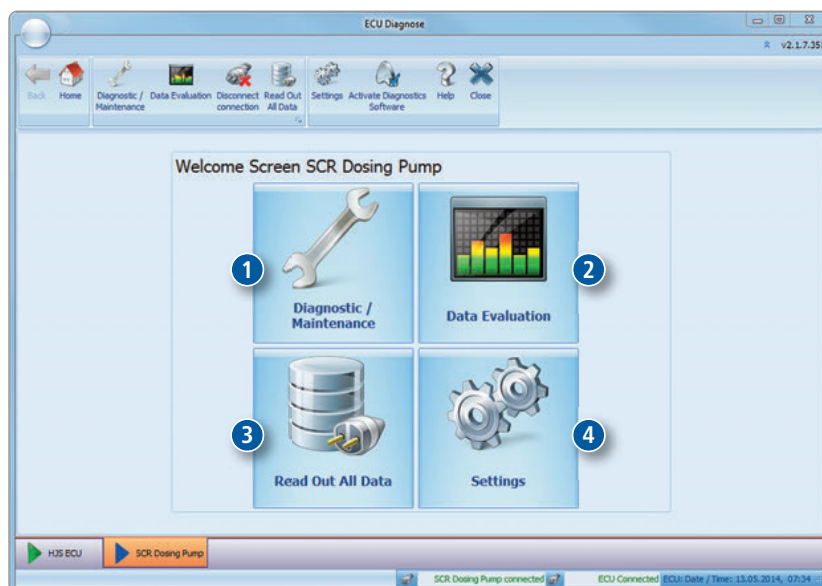 ECU Diagnose
v2.1.7.35
Back
Home
Diagnostic /
Maintenance
Data Evaluation
Disconnect
connection
Read Out
All Data
Settings
Activate Diagnostics
Software
Help
Close
Welcome Screen SCR Dosing Pump
1
Diagnostic /
Maintenance
2
Data Evaluation
3
Read Out All Data
4
Settings
HJS ECU
SCR Dosing Pump
SCR Dosing Pump connected
ECU Connected
ECU: Date / Time: 13.05.2014, 07:34